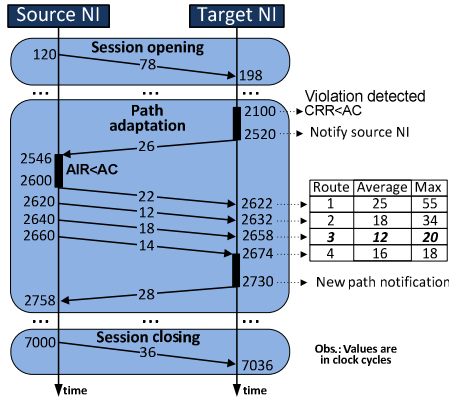 Source NI Target NI
Session opening
120 78 198
... ...
Path
adaptation
2100 Violation detected
CRR<AC
2520 Notify source NI
26
2546
AIR<AC
2600
22
2620 2622
12
2640 2632
18
2660 2658
14
2674
Route Average Max
1 25 55
2 18 34
3 12 20
4 16 18
2730 New path notification
28
2758
... ...
Session closing
7000 36 7036
Obs.: Values are
in clock cycles
time time